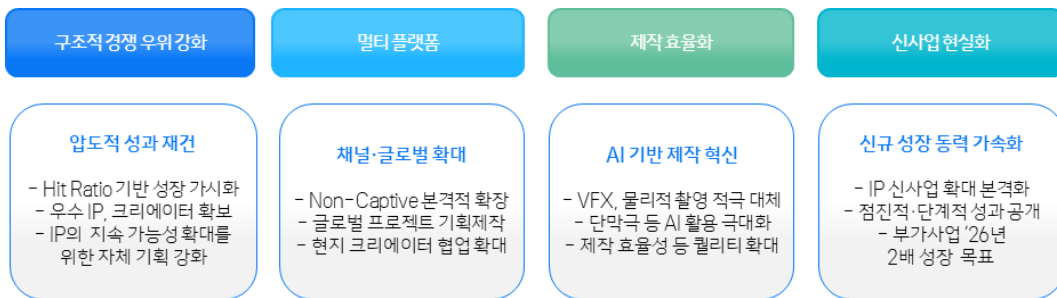 구조적 경쟁 우위 강화
멀티 플랫폼
제작 효율화
신사업 현실화
압도적 성과 재건
- Hit Ratio 기반 성장 가시화
- 우수 IP, 크리에이터 확보
- IP의 지속 가능성 확대를
위한 자체 기획 강화
채널·글로벌 확대
- Non-Captive 본격적 확장
- 글로벌 프로젝트 기획제작
- 현지 크리에이터 협업 확대
AI 기반 제작 혁신
- VFX, 물리적 촬영 적극 대체
- 단막극 등 AI 활용 극대화
- 제작 효율성 등 퀄리티 확대
신규 성장 동력 가속화
- IP 신사업 확대 본격화
- 점진적·단계적 성과 공개
- 부가사업 '26년
2배 성장 목표